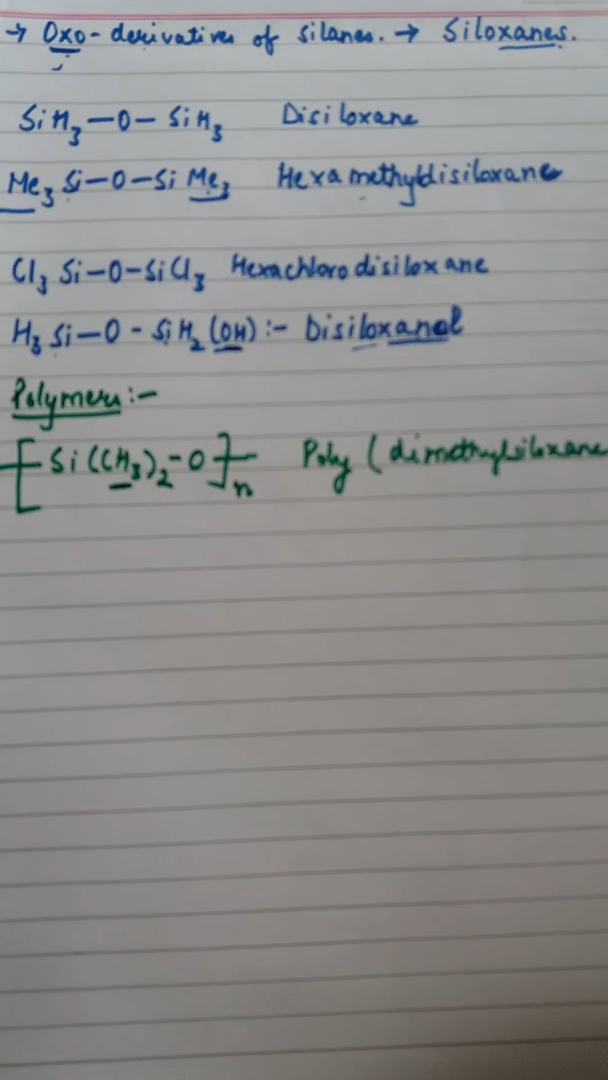 → Oxo-derivatives of silanes. → Siloxanes.
SiH₃—O—SiH₃ Disiloxane
Me₃Si—O—SiMe₃ Hexamethyldisiloxane
Cl₃Si—O—SiCl₃ Hexachlorodisiloxane
H₃Si—O-SiH₂(OH):- Disiloxanol
Polymers:-
[Si(CH₃)₂-O]ₙ Poly (dimethylsiloxane